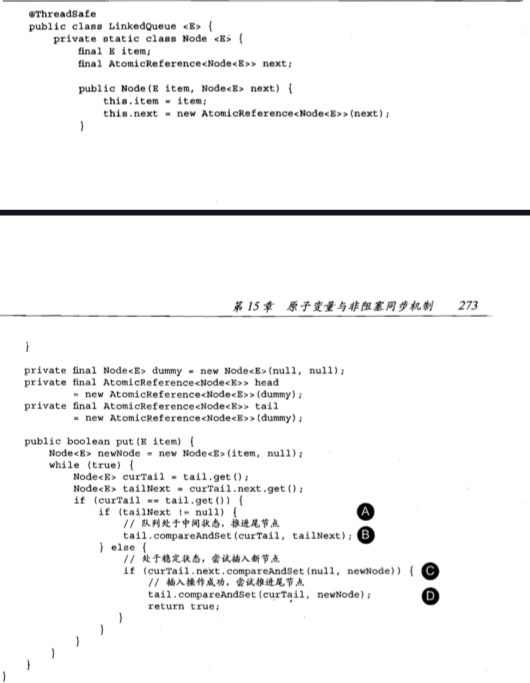 @ThreadSafe
public class LinkedQueue <E> {
    private static class Node <E> {
        final E item;
        final AtomicReference<Node<E>> next;

        public Node(E item, Node<E> next) {
            this.item = item;
            this.next = new AtomicReference<Node<E>>(next);
        }
第 15 章 原子变量与非阻塞同步机制 273
    }

    private final Node<E> dummy = new Node<E>(null, null);
    private final AtomicReference<Node<E>> head
            = new AtomicReference<Node<E>>(dummy);
    private final AtomicReference<Node<E>> tail
            = new AtomicReference<Node<E>>(dummy);

    public boolean put(E item) {
        Node<E> newNode = new Node<E>(item, null);
        while (true) {
            Node<E> curTail = tail.get();
            Node<E> tailNext = curTail.next.get();
            if (curTail == tail.get()) {
                if (tailNext != null) { A
                    // 队列处于中间状态，推进尾节点
                    tail.compareAndSet(curTail, tailNext); B
                } else {
                    // 处于稳定状态，尝试插入新节点
                    if (curTail.next.compareAndSet(null, newNode)) { C
                        // 插入操作成功，尝试推进尾节点
                        tail.compareAndSet(curTail, newNode); D
                        return true;
                    }
                }
            }
        }
    }
}